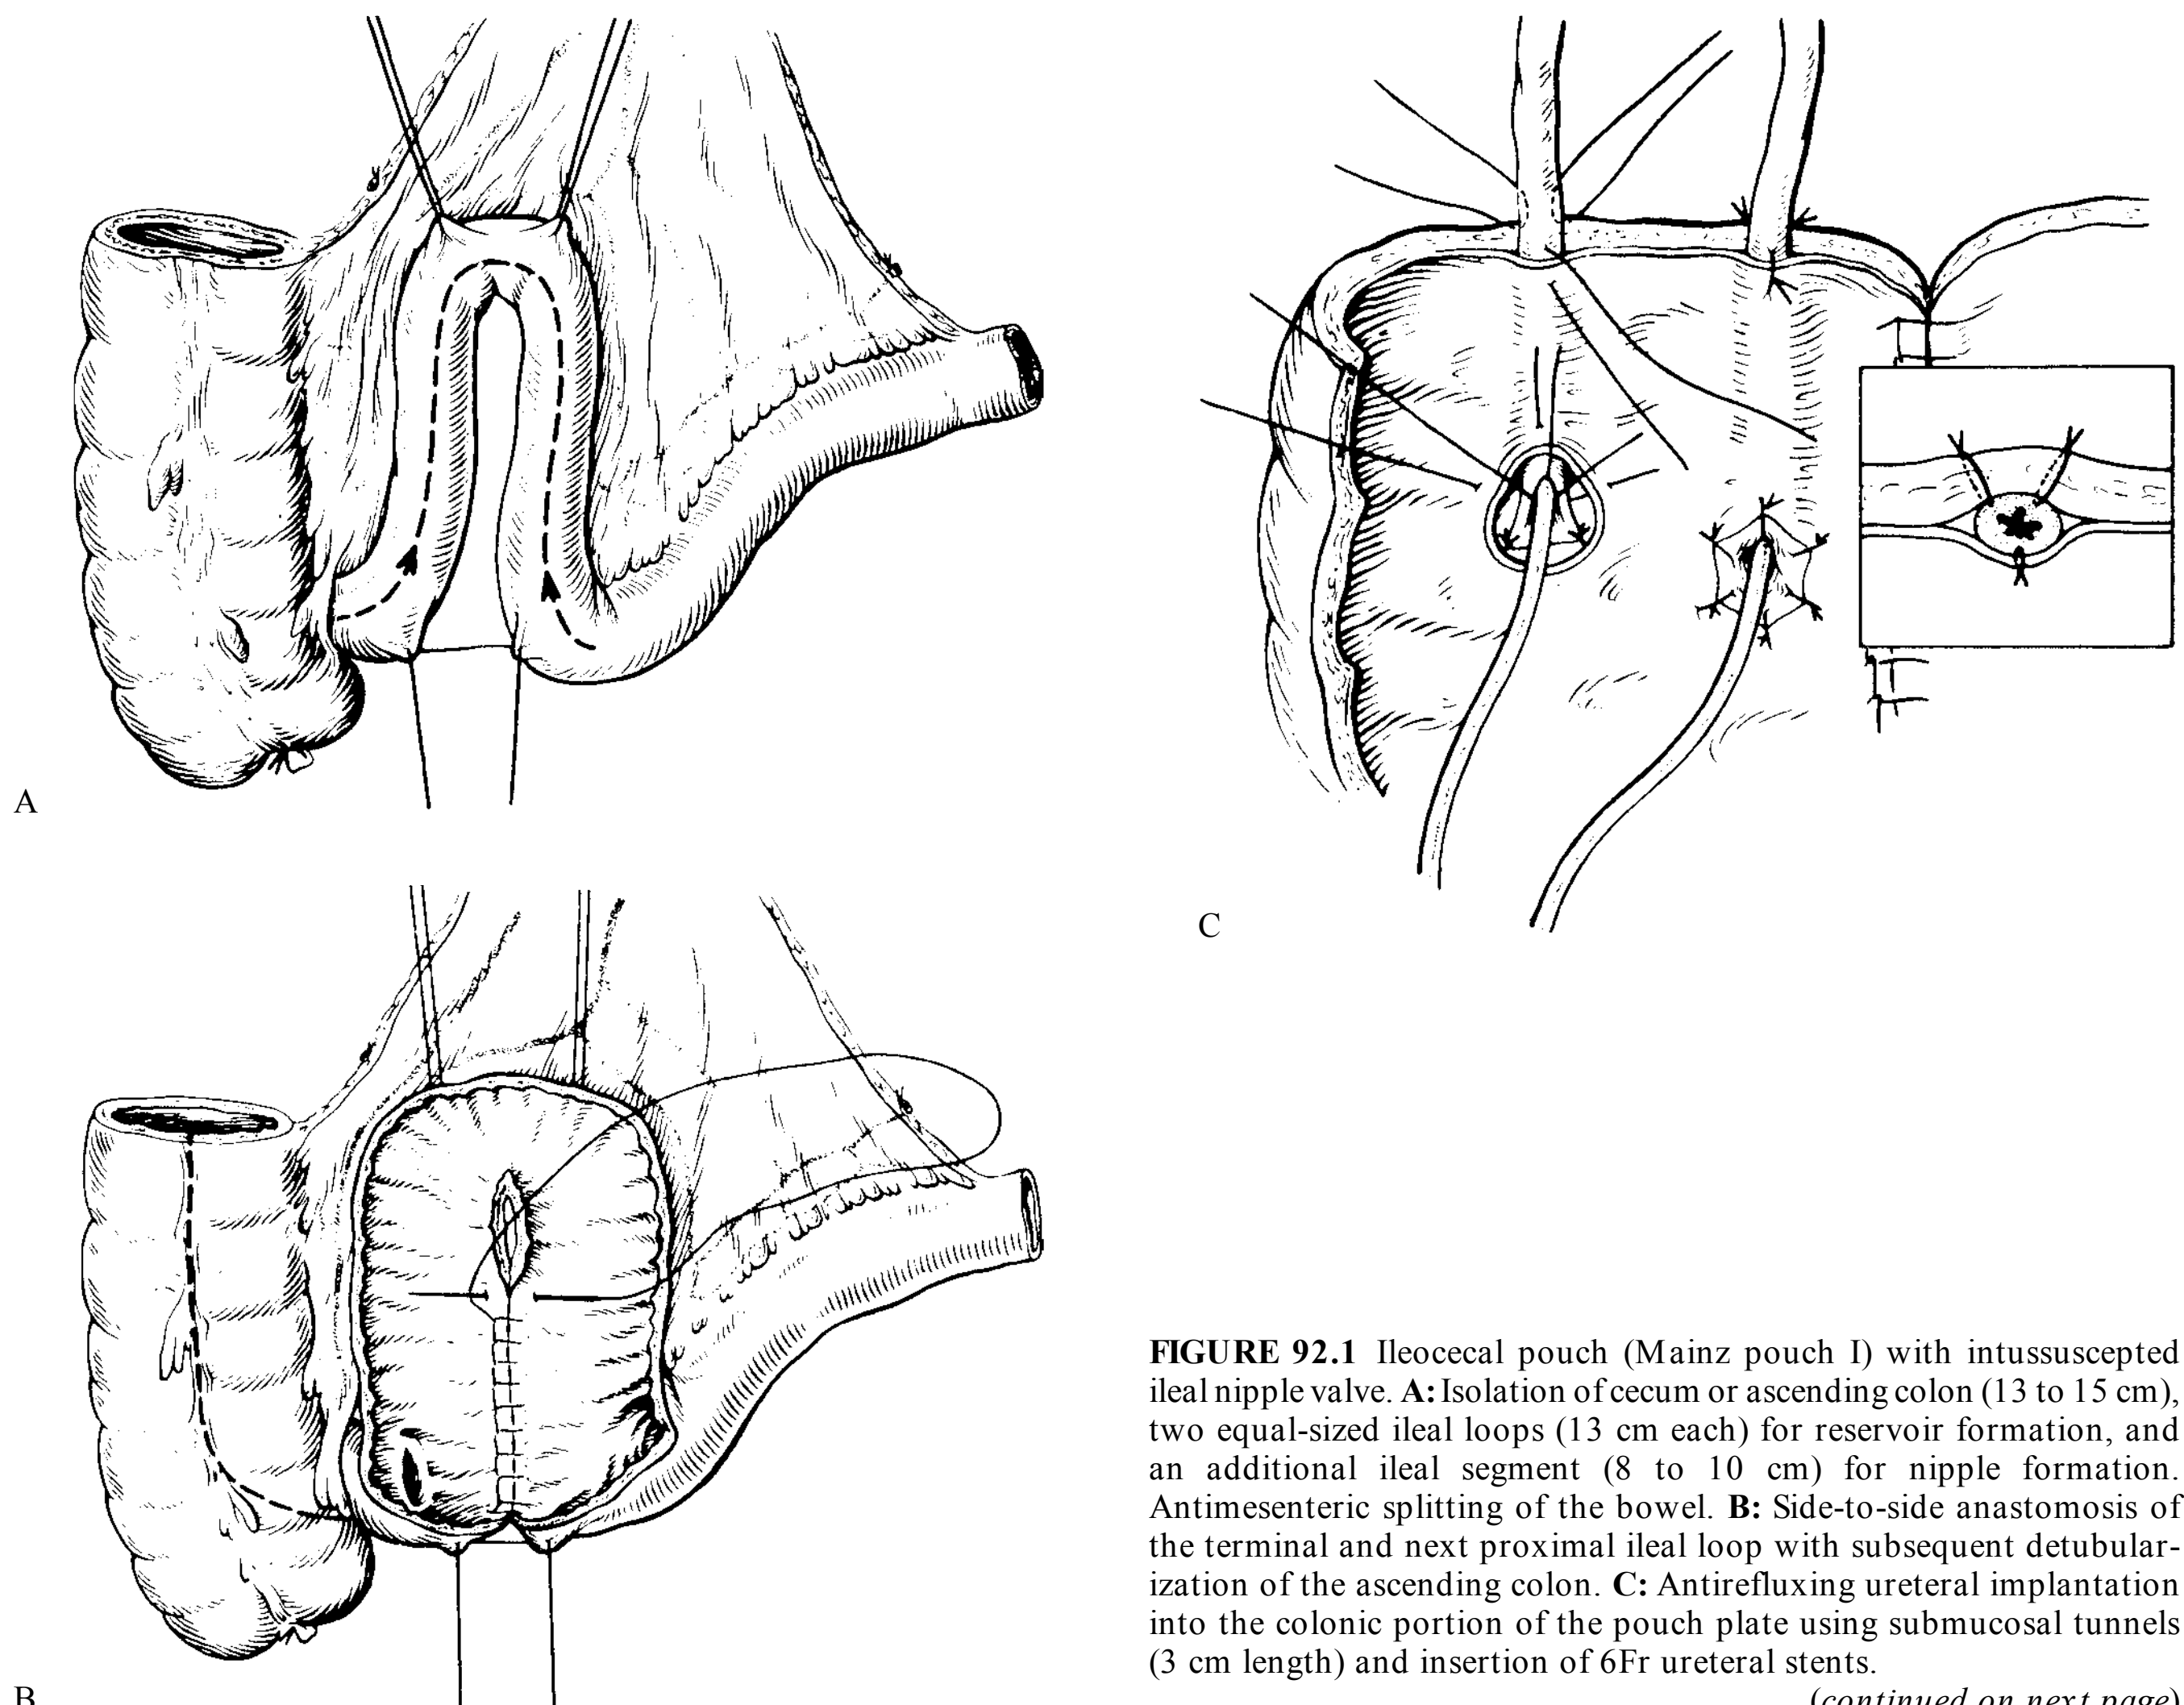 A
C
B
FIGURE 92.1 Ileocecal pouch (Mainz pouch I) with intussuscepted
ileal nipple valve. A: Isolation of cecum or ascending colon (13 to 15 cm),
two equal-sized ileal loops (13 cm each) for reservoir formation, and
an additional ileal segment (8 to 10 cm) for nipple formation.
Antimesenteric splitting of the bowel. B: Side-to-side anastomosis of
the terminal and next proximal ileal loop with subsequent detubular-
ization of the ascending colon. C: Antirefluxing ureteral implantation
into the colonic portion of the pouch plate using submucosal tunnels
(3 cm length) and insertion of 6Fr ureteral stents.
(continued on next page)